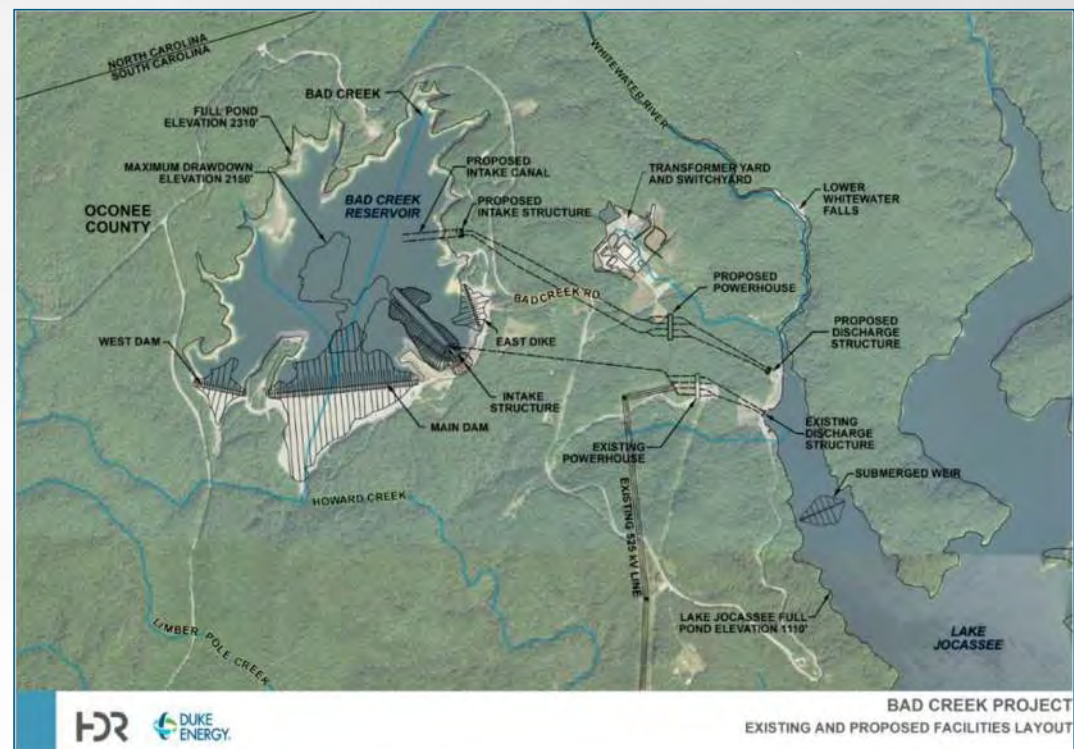 NORTH CAROLINA
SOUTH CAROLINA
WHITEWATER RIVER
BAD CREEK
FULL POND
ELEVATION 2310'
MAXIMUM DRAWDOWN
ELEVATION 2150'
PROPOSED
INTAKE CANAL
TRANSFORMER YARD
AND SWITCHYARD
LOWER
WHITEWATER
FALLS
OCONEE
COUNTY
BAD CREEK
RESERVOIR
PROPOSED
INTAKE STRUCTURE
PROPOSED
POWERHOUSE
BADCREEK RD
PROPOSED
DISCHARGE
STRUCTURE
WEST DAM
EAST DIKE
INTAKE
STRUCTURE
MAIN DAM
EXISTING
POWERHOUSE
EXISTING
DISCHARGE
STRUCTURE
SUBMERGED WEIR
HOWARD CREEK
EXISTING 525 kV LINE
LIMBER POLE CREEK
LAKE JOCASSEE FULL
POND ELEVATION 1110'
LAKE
JOCASSEE
HDR
DUKE
ENERGY.
BAD CREEK PROJECT
EXISTING AND PROPOSED FACILITIES LAYOUT